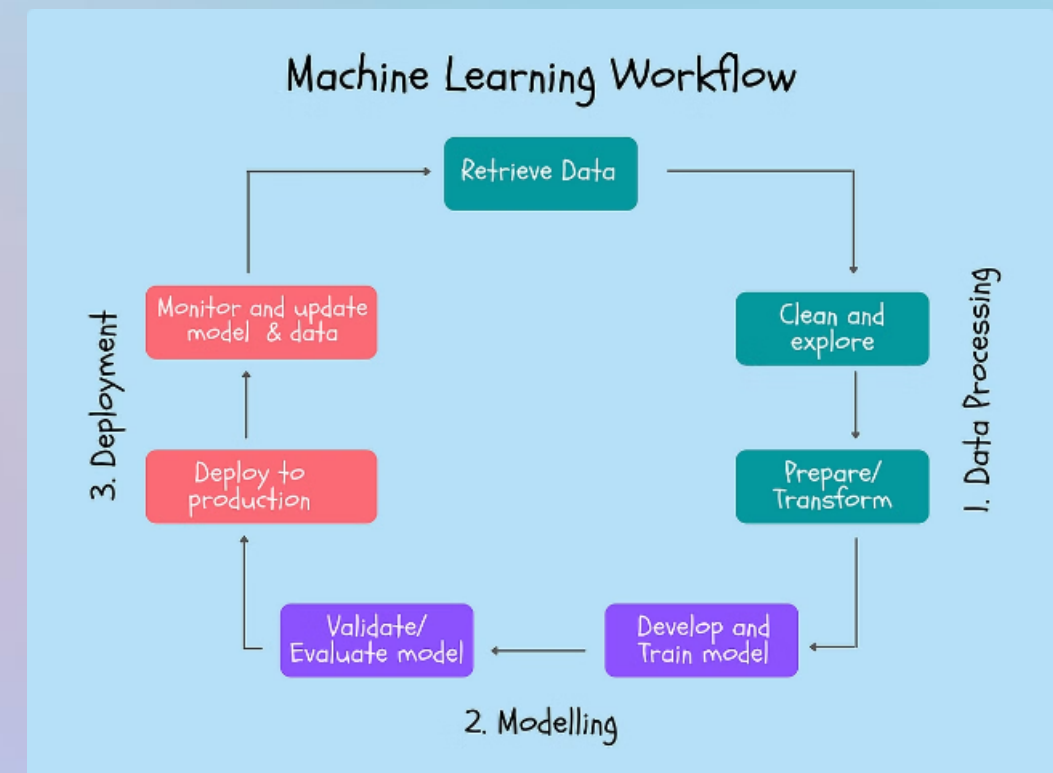 Machine Learning Workflow
Retrieve Data
Clean and
explore
Prepare/
Transform
1. Data Processing
Develop and
Train model
Validate/
Evaluate model
2. Modelling
Deploy to
production
Monitor and update
model & data
3. Deployment